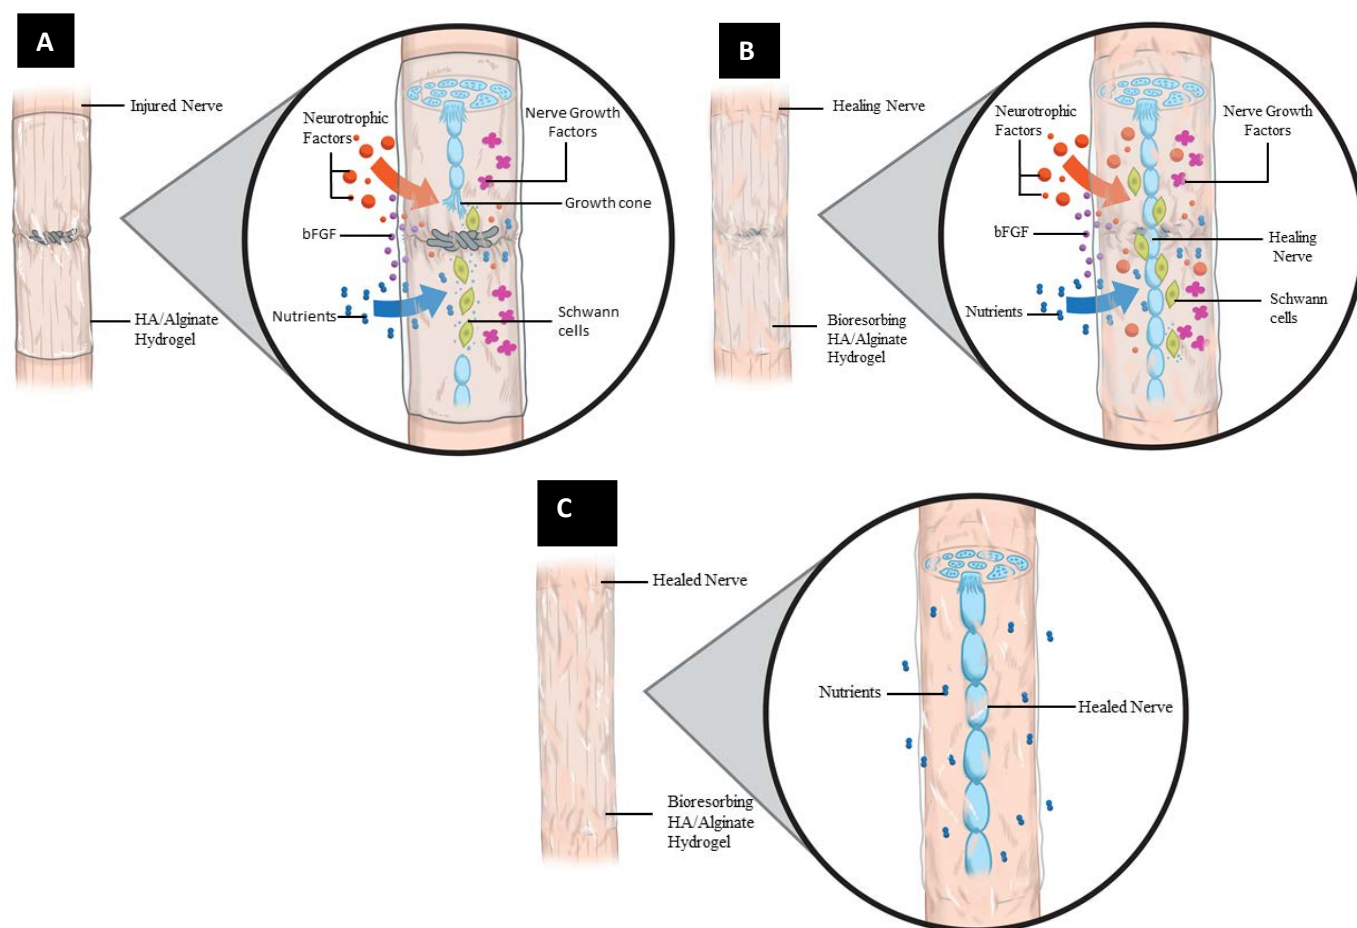 A
Injured Nerve
HA/Alginate
Hydrogel
Neurotrophic
Factors
bFGF
Nutrients
Nerve Growth
Factors
Growth cone
Schwann
cells
B
Healing Nerve
Bioresorbing
HA/Alginate
Hydrogel
Neurotrophic
Factors
bFGF
Nutrients
Nerve Growth
Factors
Healing
Nerve
Schwann
cells
C
Healed Nerve
Bioresorbing
HA/Alginate
Hydrogel
Nutrients
Healed Nerve